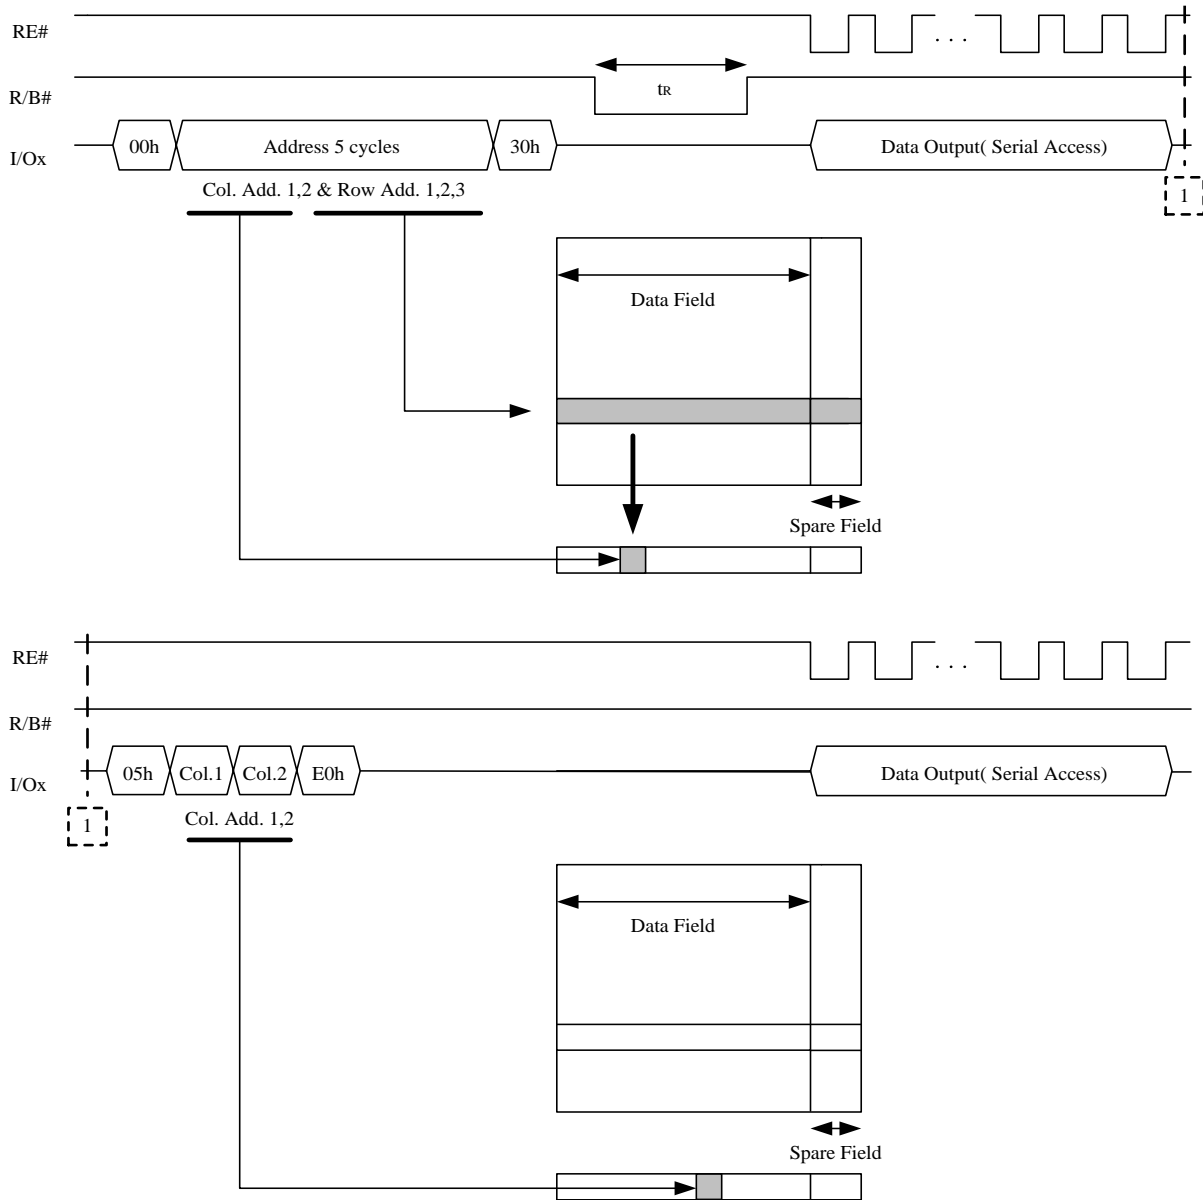 RE#
. . .
R/B#
tR
I/Ox
00h
Address 5 cycles
30h
Data Output( Serial Access)
Col. Add. 1,2 & Row Add. 1,2,3
1
Data Field
Spare Field
RE#
. . .
R/B#
I/Ox
05h
Col.1
Col.2
E0h
Data Output( Serial Access)
1
Col. Add. 1,2
Data Field
Spare Field